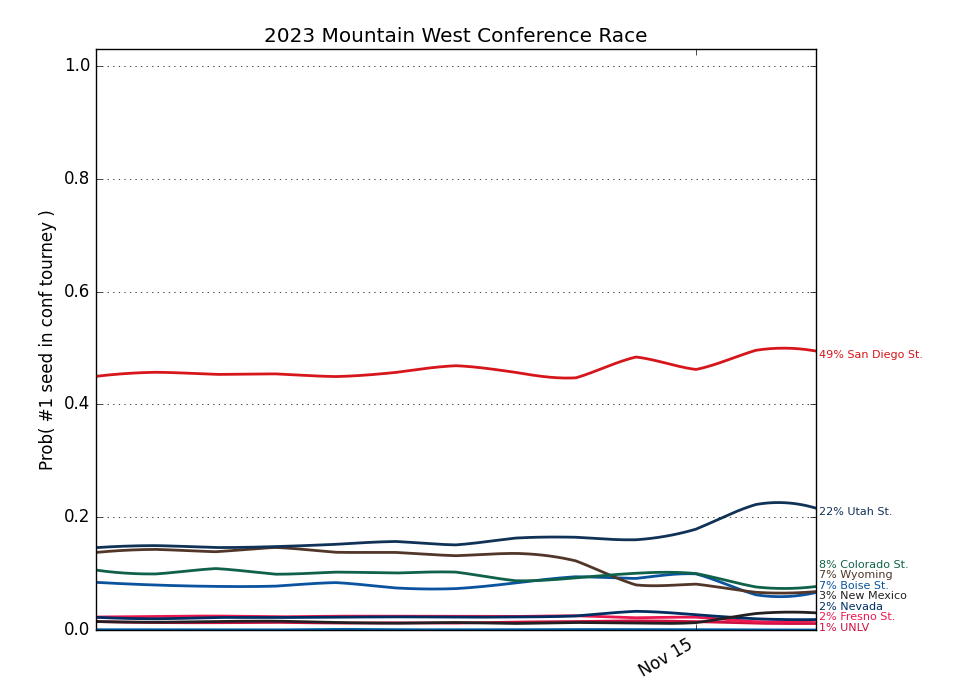 2023 Mountain West Conference Race
Prob( #1 seed in conf tourney )
1.0
0.8
0.6
0.4
0.2
0.0
49% San Diego St.
22% Utah St.
8% Colorado St.
7% Wyoming
7% Boise St.
3% New Mexico
2% Nevada
2% Fresno St.
1% UNLV
Nov 15